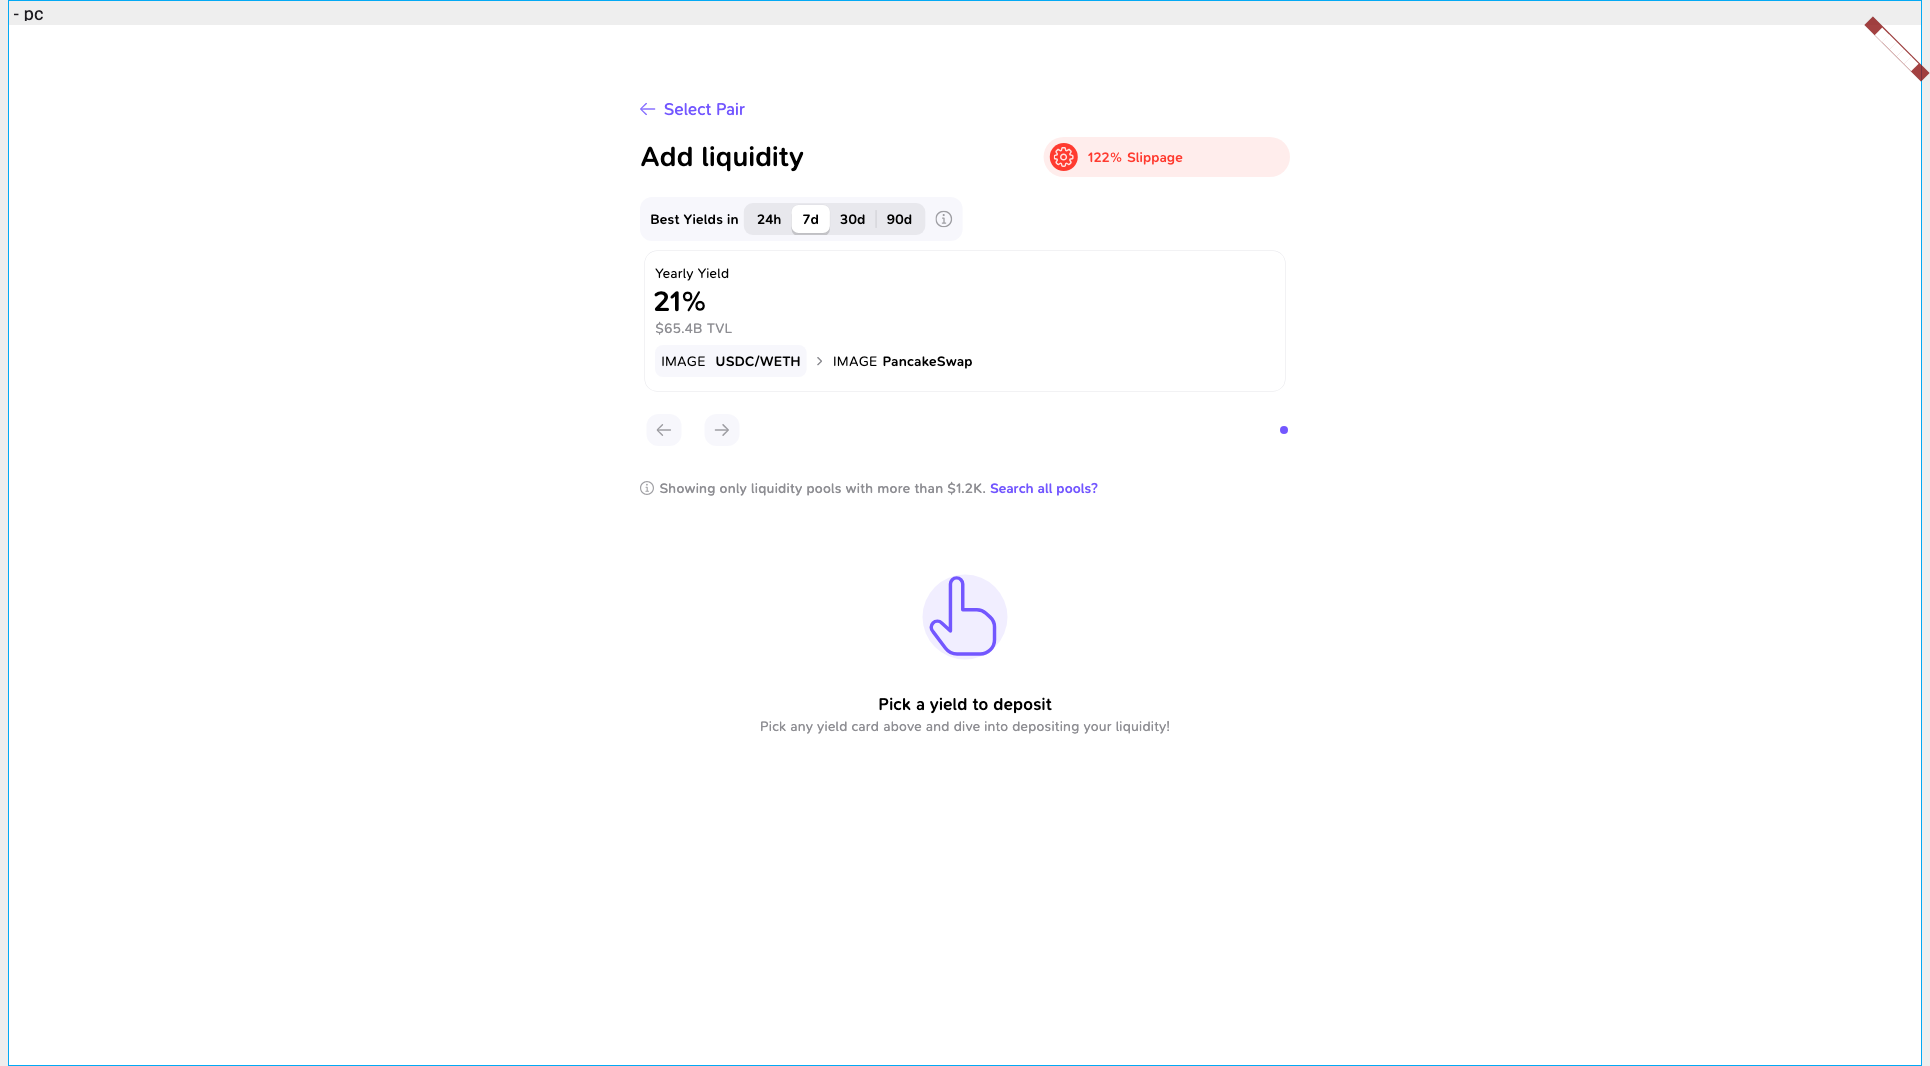 - pc
Select Pair
Add liquidity
122% Slippage
Best Yields in 24h 7d 30d 90d
Yearly Yield
21%
$65.4B TVL
IMAGE USDC/WETH > IMAGE PancakeSwap
Showing only liquidity pools with more than $1.2K. Search all pools?
Pick a yield to deposit
Pick any yield card above and dive into depositing your liquidity!